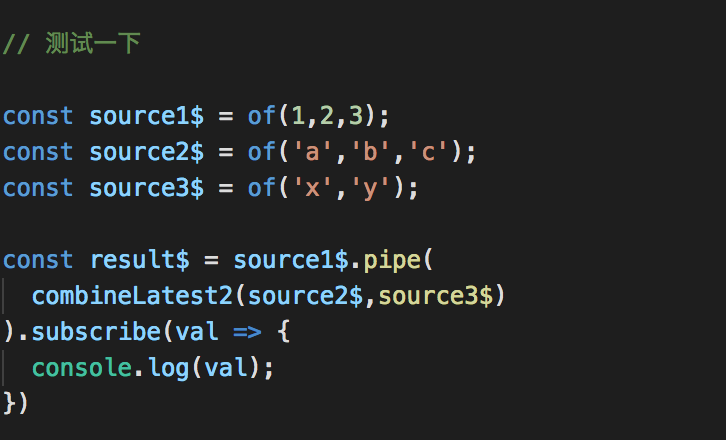 // 测试一下
const source1$ = of(1,2,3);
const source2$ = of('a','b','c');
const source3$ = of('x','y');
const result$ = source1$.pipe(
  combineLatest2(source2$,source3$)
).subscribe(val => {
  console.log(val);
})